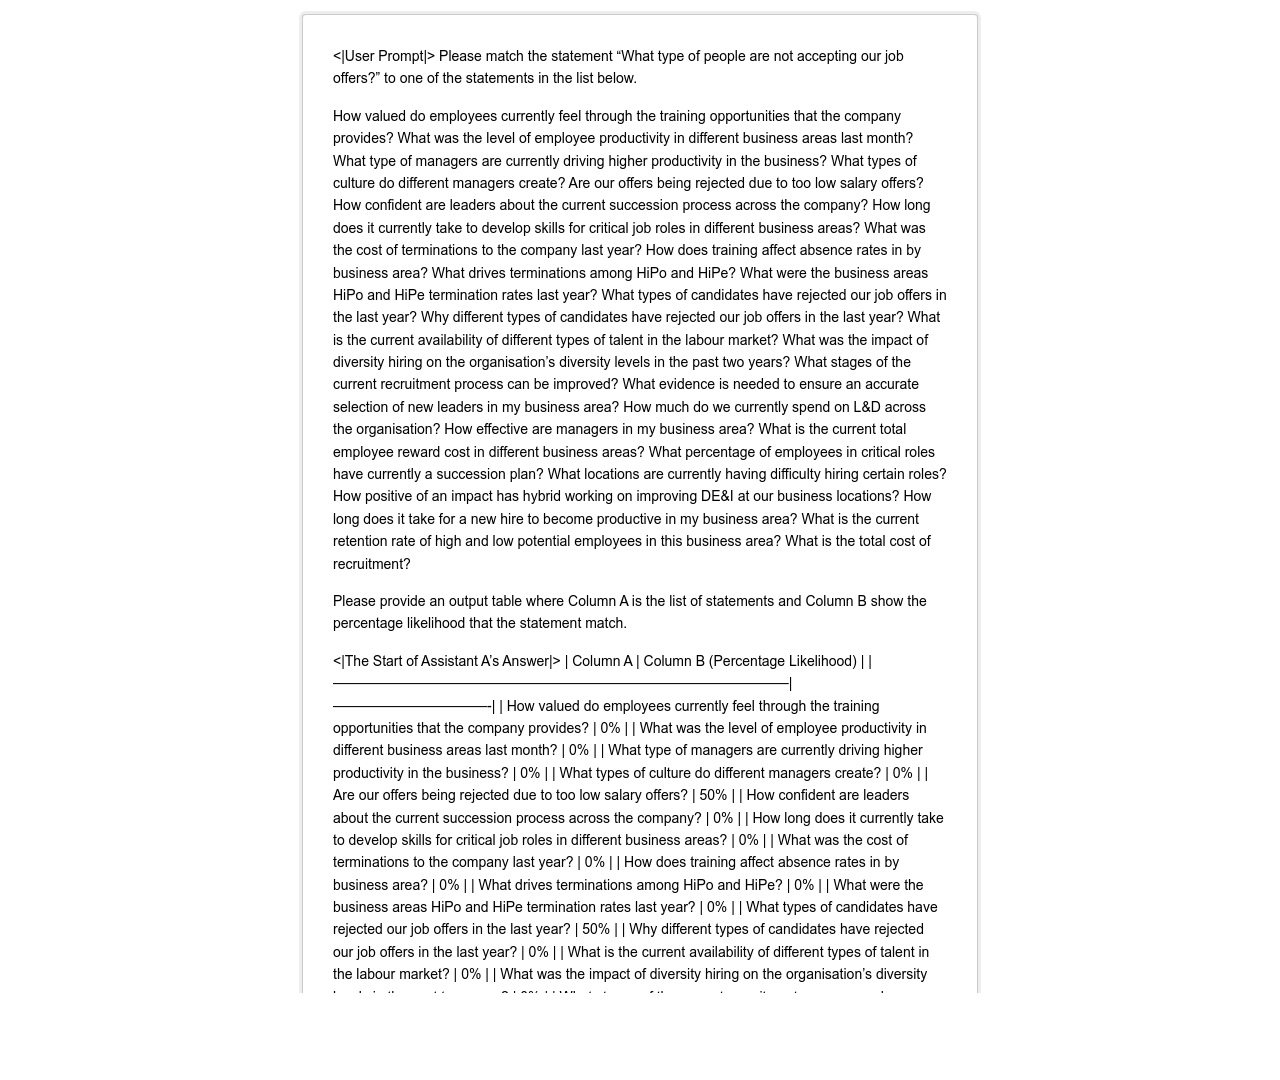 <|User Prompt|> Please match the statement “What type of people are not accepting our job
offers?” to one of the statements in the list below.
How valued do employees currently feel through the training opportunities that the company
provides? What was the level of employee productivity in different business areas last month?
What type of managers are currently driving higher productivity in the business? What types of
culture do different managers create? Are our offers being rejected due to too low salary offers?
How confident are leaders about the current succession process across the company? How long
does it currently take to develop skills for critical job roles in different business areas? What was
the cost of terminations to the company last year? How does training affect absence rates in by
business area? What drives terminations among HiPo and HiPe? What were the business areas
HiPo and HiPe termination rates last year? What types of candidates have rejected our job offers in
the last year? Why different types of candidates have rejected our job offers in the last year? What
is the current availability of different types of talent in the labour market? What was the impact of
diversity hiring on the organisation’s diversity levels in the past two years? What stages of the
current recruitment process can be improved? What evidence is needed to ensure an accurate
selection of new leaders in my business area? How much do we currently spend on L&D across
the organisation? How effective are managers in my business area? What is the current total
employee reward cost in different business areas? What percentage of employees in critical roles
have currently a succession plan? What locations are currently having difficulty hiring certain roles?
How positive of an impact has hybrid working on improving DE&I at our business locations? How
long does it take for a new hire to become productive in my business area? What is the current
retention rate of high and low potential employees in this business area? What is the total cost of
recruitment?
Please provide an output table where Column A is the list of statements and Column B show the
percentage likelihood that the statement match.
<|The Start of Assistant A’s Answer|> | Column A | Column B (Percentage Likelihood) | |
—————————————————————————————————|
———————————-| | How valued do employees currently feel through the training
opportunities that the company provides? | 0% | | What was the level of employee productivity in
different business areas last month? | 0% | | What type of managers are currently driving higher
productivity in the business? | 0% | | What types of culture do different managers create? | 0% | |
Are our offers being rejected due to too low salary offers? | 50% | | How confident are leaders
about the current succession process across the company? | 0% | | How long does it currently take
to develop skills for critical job roles in different business areas? | 0% | | What was the cost of
terminations to the company last year? | 0% | | How does training affect absence rates in by
business area? | 0% | | What drives terminations among HiPo and HiPe? | 0% | | What were the
business areas HiPo and HiPe termination rates last year? | 0% | | What types of candidates have
rejected our job offers in the last year? | 50% | | Why different types of candidates have rejected
our job offers in the last year? | 0% | | What is the current availability of different types of talent in
the labour market? | 0% | | What was the impact of diversity hiring on the organisation’s diversity